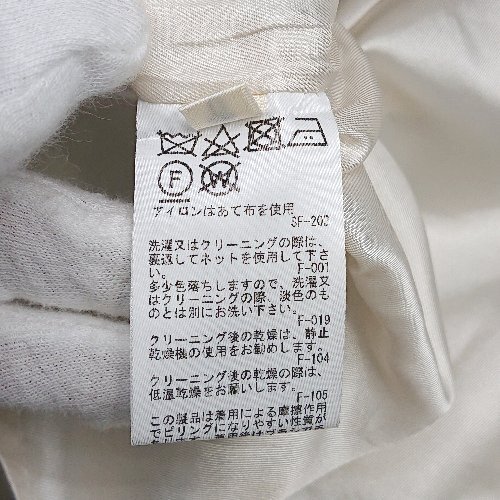 F W
アイロンはあて布を使用
SF-202
洗濯又はクリーニングの際は、
裏返してネットを使用して下さ
い。 F-001
多少色落ちしますので、洗濯又
はクリーニングの際、淡色のも
のとは別にお洗い下さい。
F-019
クリーニング後の乾燥は、静止
乾燥機の使用をお勧めします。
F-104
クリーニング後の乾燥の際は、
低温乾燥をお願いします。
F-105
この製品は着用による摩擦作用
でピリングになりやすい性質が